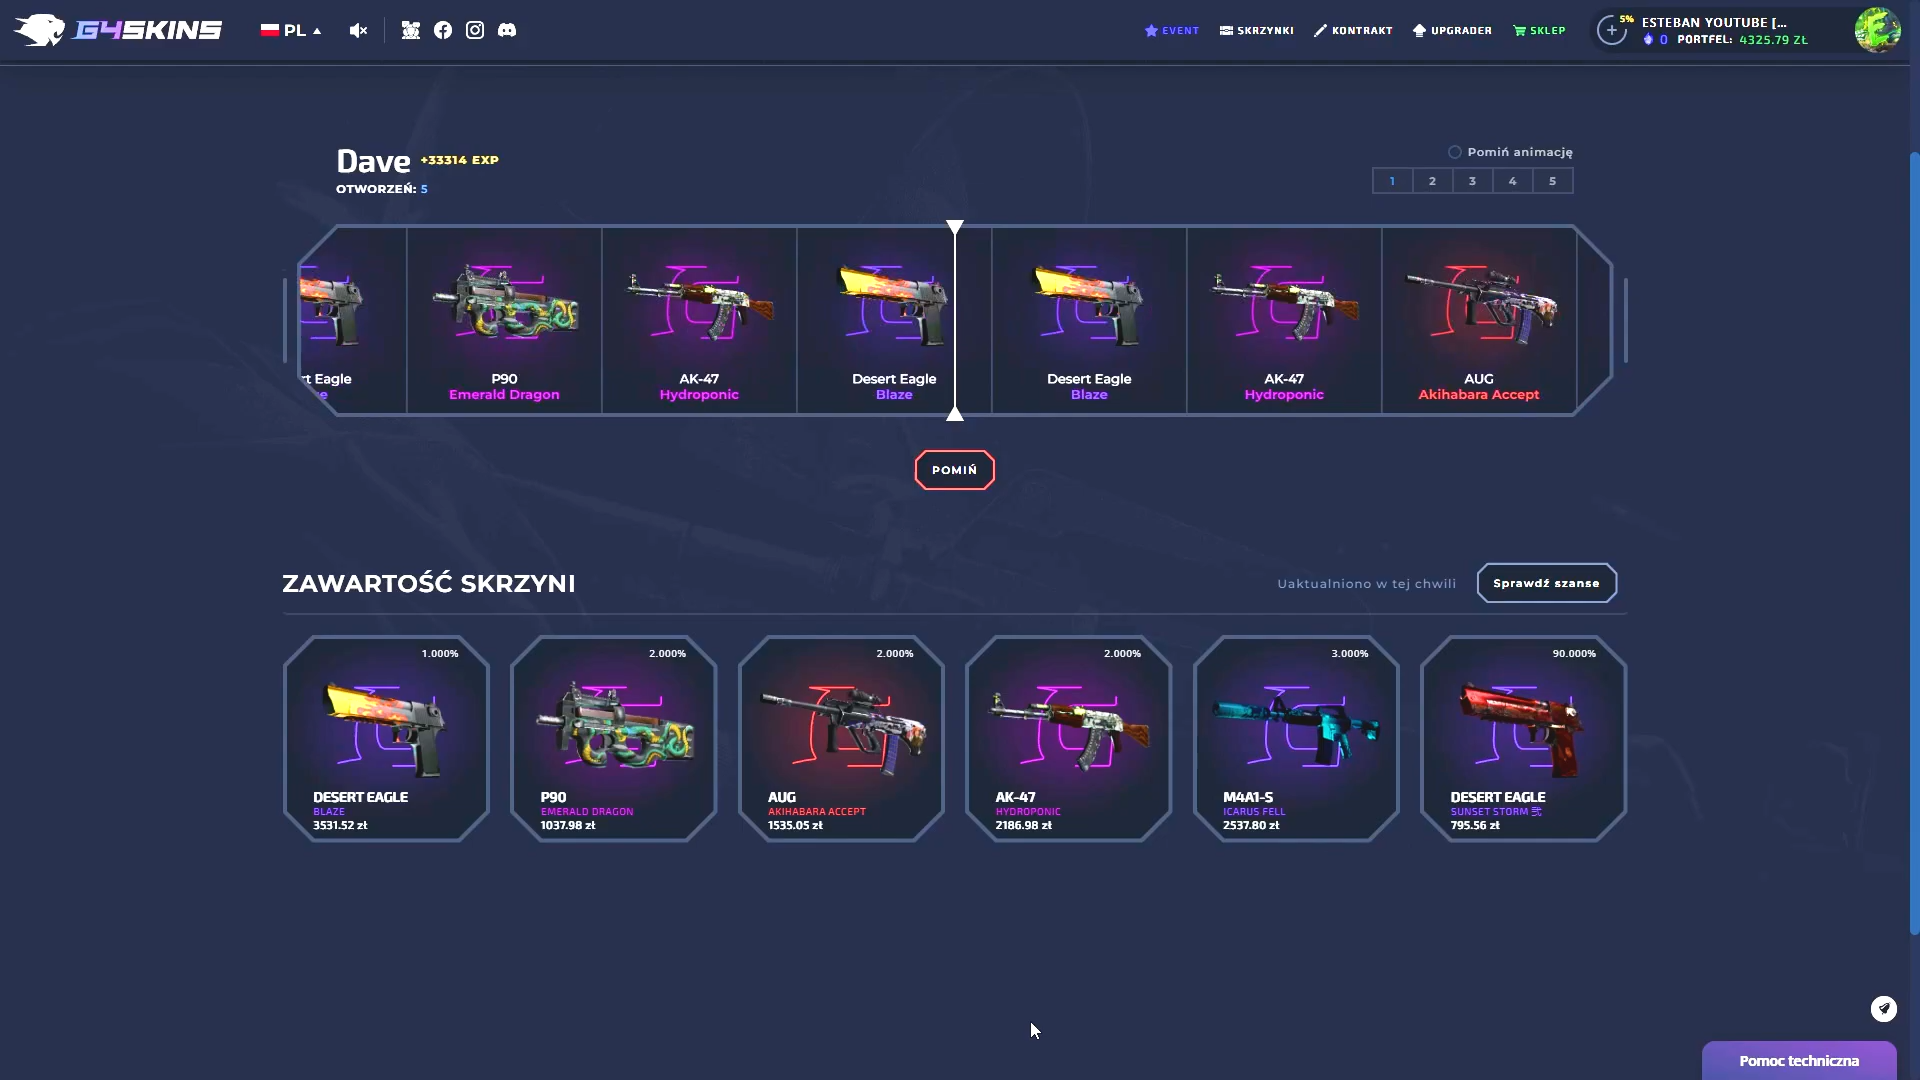 G4SKINS
PL
EVENT
SKRZYNKI
KONTRAKT
UPGRADER
SKLEP
5%
ESTEBAN YOUTUBE [...
0 PORTFEL: 4325.79 ZŁ
Dave +33314 EXP
OTWORZEŃ: 5
Pomiń animację
1 2 3 4 5
rt Eagle
P90
Emerald Dragon
AK-47
Hydroponic
Desert Eagle
Blaze
Desert Eagle
Blaze
AK-47
Hydroponic
AUG
Akihabara Accept
POMIŃ
ZAWARTOŚĆ SKRZYNI
Uaktualniono w tej chwili
Sprawdź szanse
1.000%
DESERT EAGLE
BLAZE
3531.52 zł
2.000%
P90
EMERALD DRAGON
1037.98 zł
2.000%
AUG
AKIHABARA ACCEPT
1535.05 zł
2.000%
AK-47
HYDROPONIC
2186.98 zł
3.000%
M4A1-S
ICARUS FELL
2537.80 zł
90.000%
DESERT EAGLE
SUNSET STORM 弐
795.56 zł
Pomoc techniczna